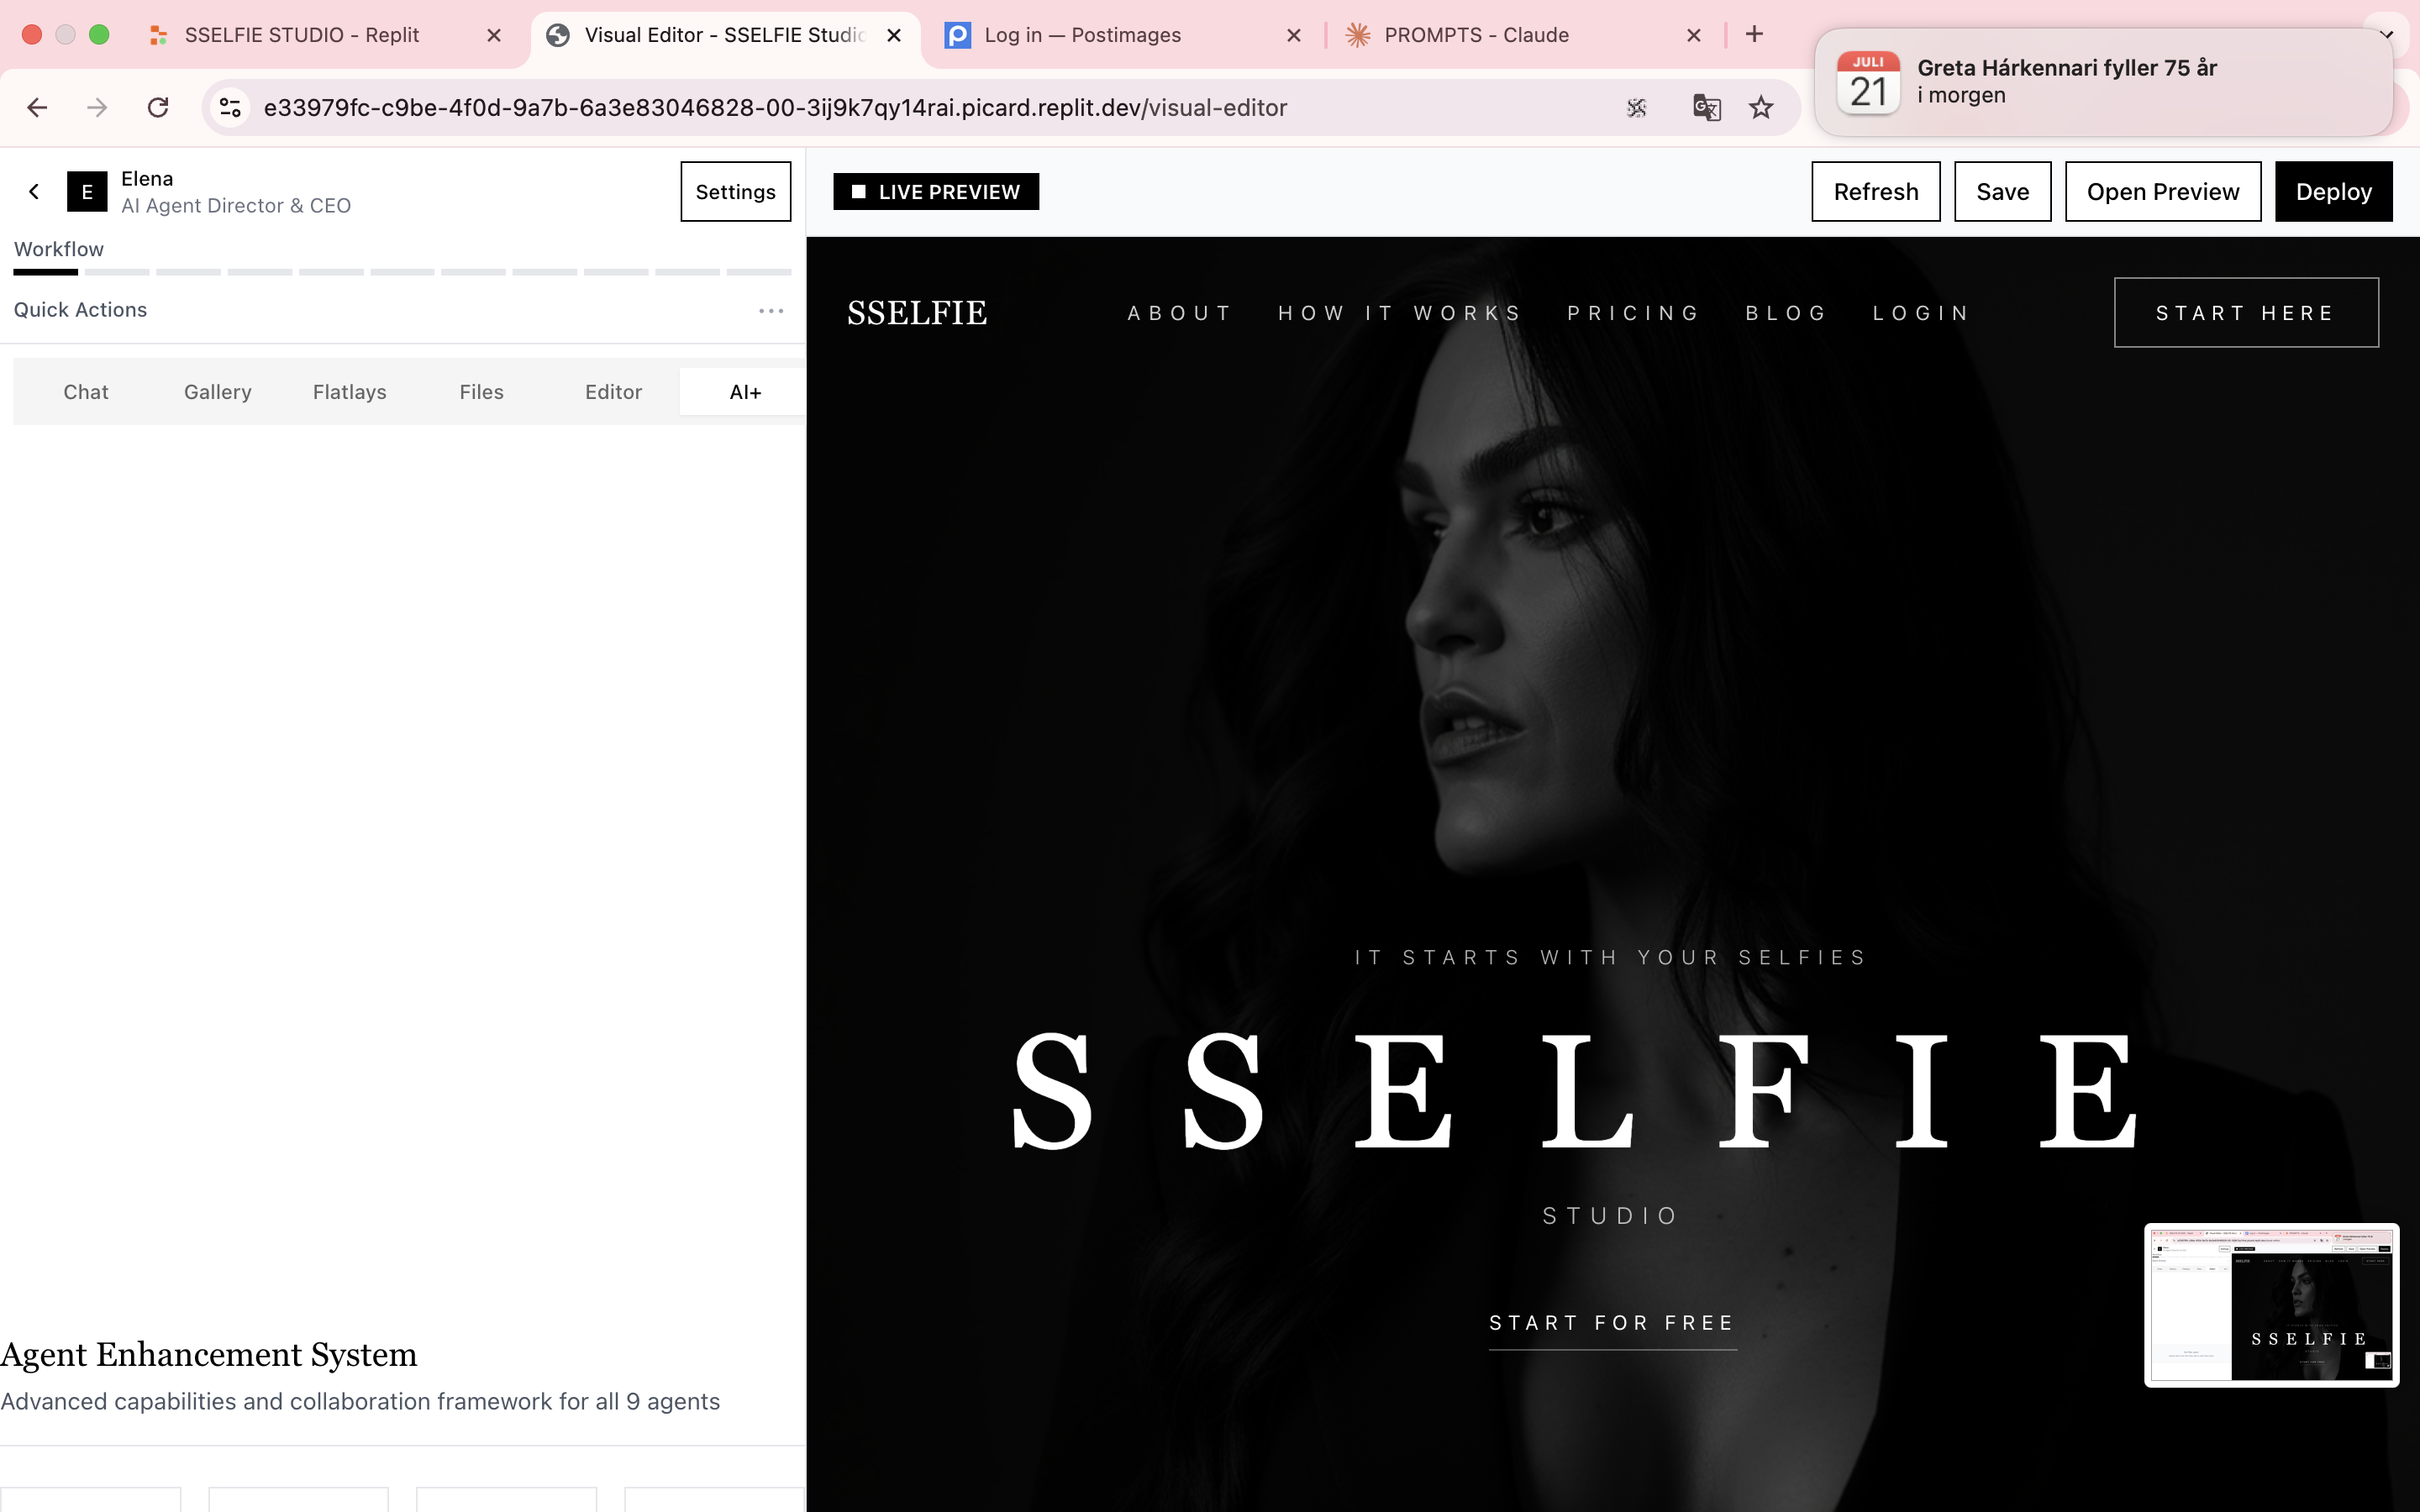 SSELFIE STUDIO - Replit
Visual Editor - SSELFIE Studio
Log in — Postimages
PROMPTS - Claude
e33979fc-c9be-4f0d-9a7b-6a3e83046828-00-3ij9k7qy14rai.picard.replit.dev/visual-editor
JULI
21
Greta Hárkennari fyller 75 år
i morgen
E
Elena
AI Agent Director & CEO
Settings
Workflow
Quick Actions
Chat
Gallery
Flatlays
Files
Editor
AI+
Agent Enhancement System
Advanced capabilities and collaboration framework for all 9 agents
LIVE PREVIEW
Refresh
Save
Open Preview
Deploy
SSELFIE
ABOUT
HOW IT WORKS
PRICING
BLOG
LOGIN
START HERE
IT STARTS WITH YOUR SELFIES
SSELFIE
STUDIO
START FOR FREE
SSELFIE